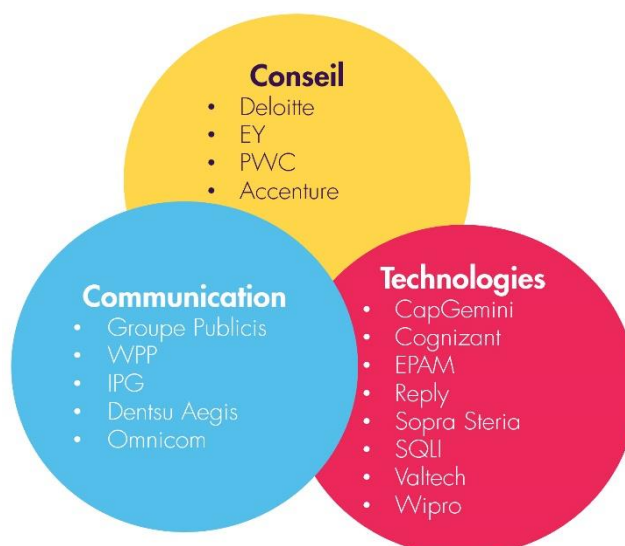 Conseil
• Deloitte
• EY
• PWC
• Accenture
Communication
• Groupe Publicis
• WPP
• IPG
• Dentsu Aegis
• Omnicom
Technologies
• CapGemini
• Cognizant
• EPAM
• Reply
• Sopra Steria
• SQLI
• Valtech
• Wipro